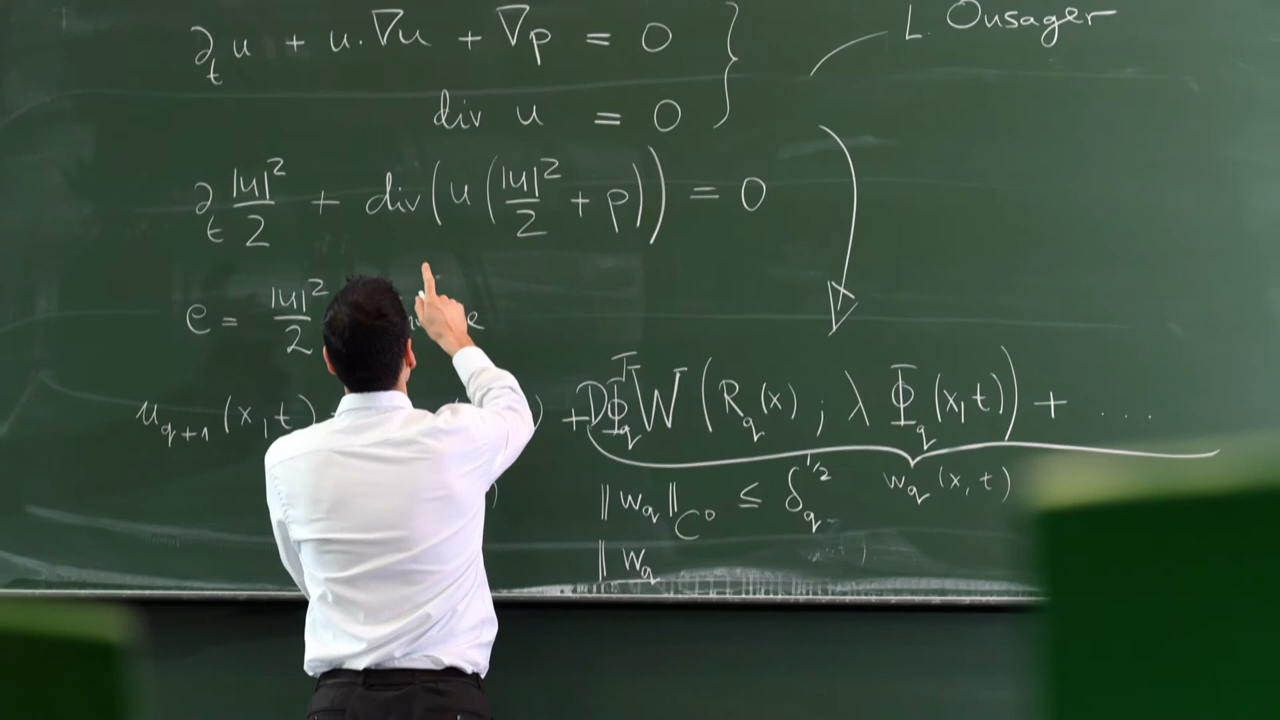 ∂_t u + u.∇u + ∇p = 0
L. Onsager
div u = 0
∂_t |u|²/2 + div(u(|u|²/2 + p)) = 0
e = |u|²/2
u_{q+1}(x,t) + DΦ_q^T W(R_q(x); λ Φ_q(x,t)) + ....
w_q(x,t)
‖w_q‖_{C⁰} ≤ δ_q^{1/2}
‖w_q